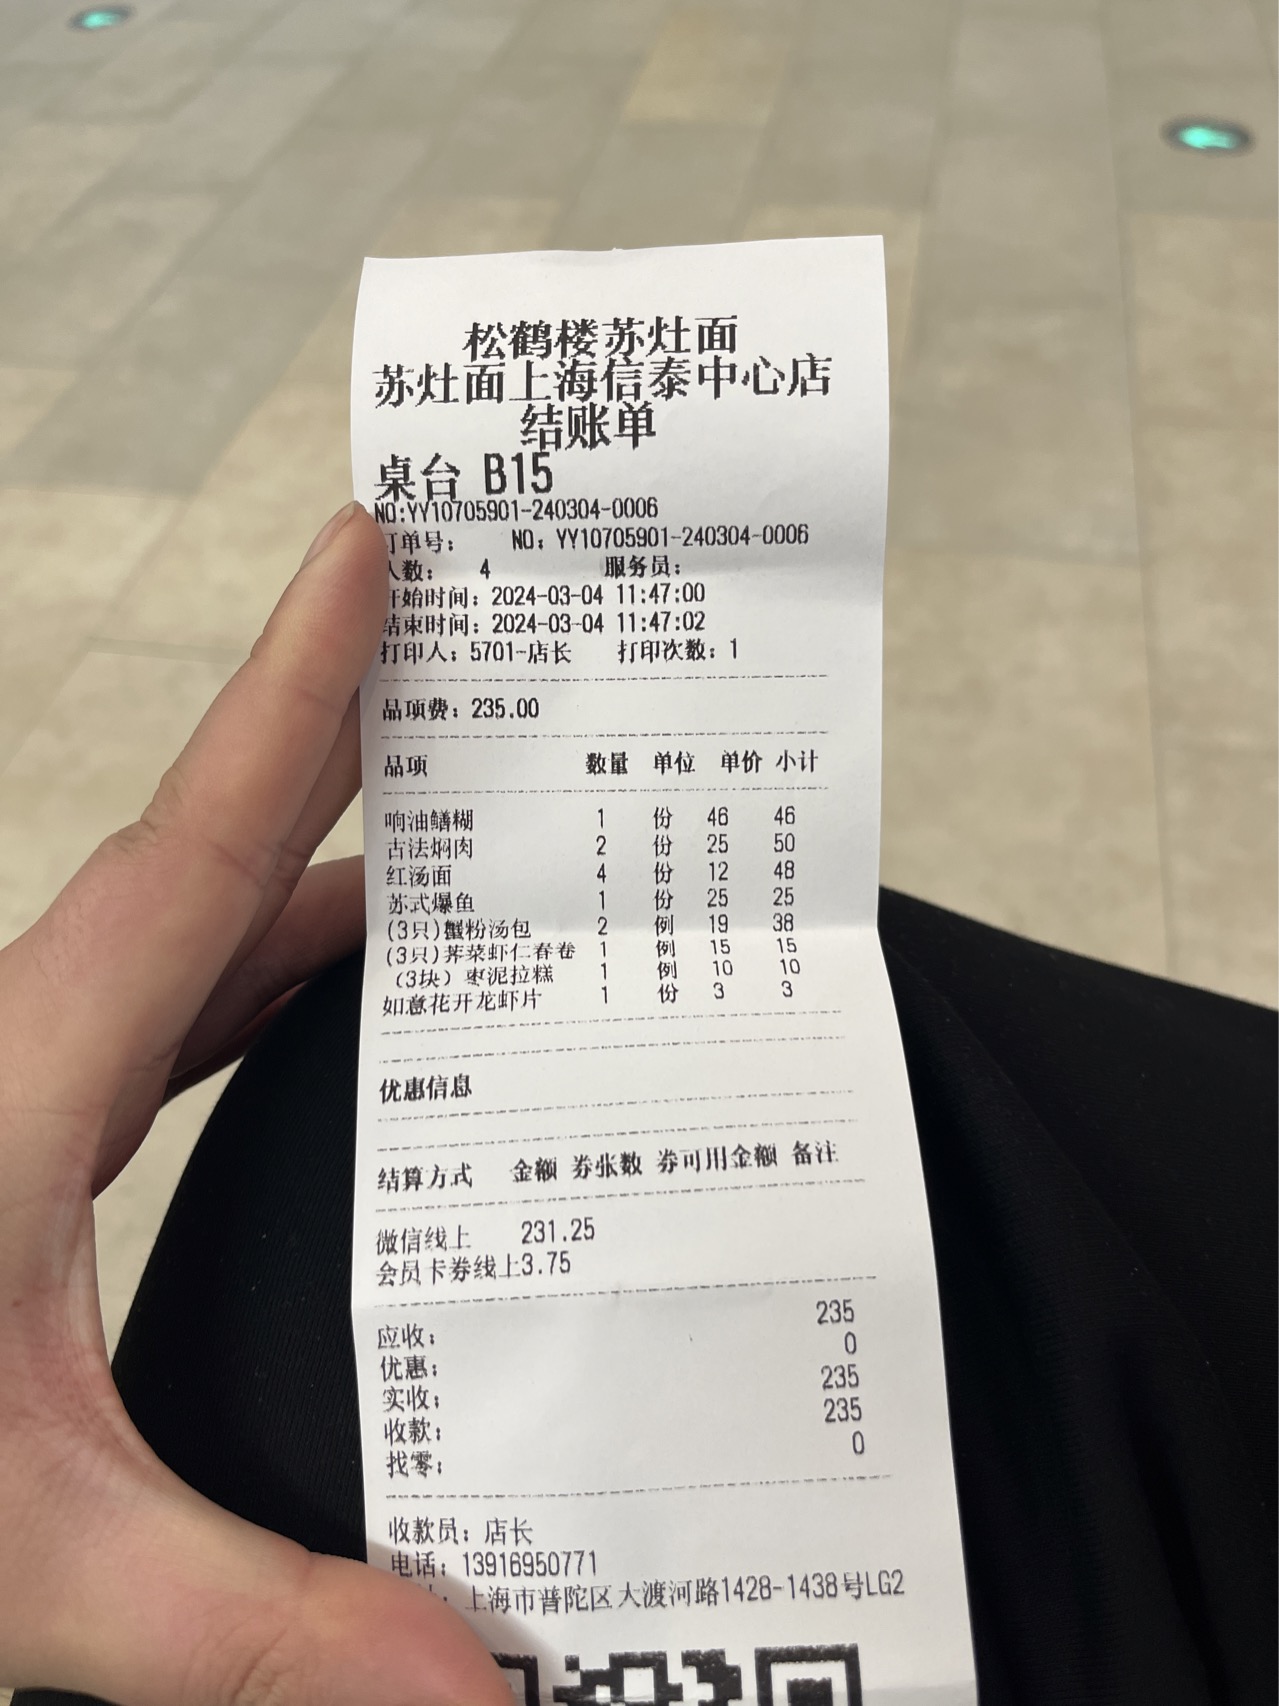 松鹤楼苏灶面
苏灶面上海信泰中心店
结账单
桌台 B15
NO:YY10705901-240304-0006
订单号： NO：YY10705901-240304-0006
人数： 4 服务员：
开始时间：2024-03-04 11:47:00
结束时间：2024-03-04 11:47:02
打印人：5701-店长 打印次数：1
品项费：235.00
品项 数量 单位 单价 小计
响油鳝糊 1 份 46 46
古法焖肉 2 份 25 50
红汤面 4 份 12 48
苏式爆鱼 1 份 25 25
(3只)蟹粉汤包 2 例 19 38
(3只)荠菜虾仁春卷 1 例 15 15
（3块）枣泥拉糕 1 例 10 10
如意花开龙虾片 1 份 3 3
优惠信息
结算方式 金额 券张数 券可用金额 备注
微信线上 231.25
会员卡券线上3.75
应收： 235
优惠： 0
实收： 235
收款： 235
找零： 0
收款员：店长
电话：13916950771
：上海市普陀区大渡河路1428-1438号LG2